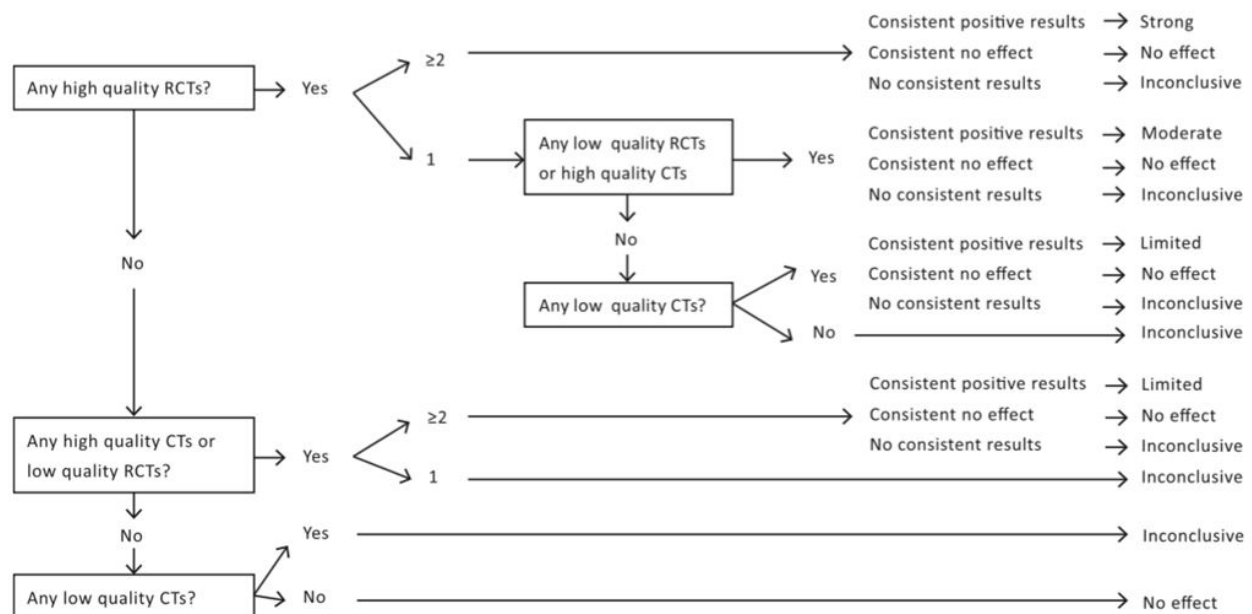 Consistent positive results → Strong
≥2
Consistent no effect → No effect
Any high quality RCTs?
Yes
No consistent results → Inconclusive
Any low quality RCTs
or high quality CTs
Consistent positive results → Moderate
1
Yes
Consistent no effect → No effect
No consistent results → Inconclusive
No
No
Consistent positive results → Limited
Yes
Consistent no effect → No effect
Any low quality CTs?
No consistent results → Inconclusive
No
Inconclusive
Consistent positive results → Limited
≥2
Consistent no effect → No effect
Any high quality CTs or
low quality RCTs?
Yes
No consistent results → Inconclusive
1
Inconclusive
No
Yes
Inconclusive
Any low quality CTs?
No
No effect